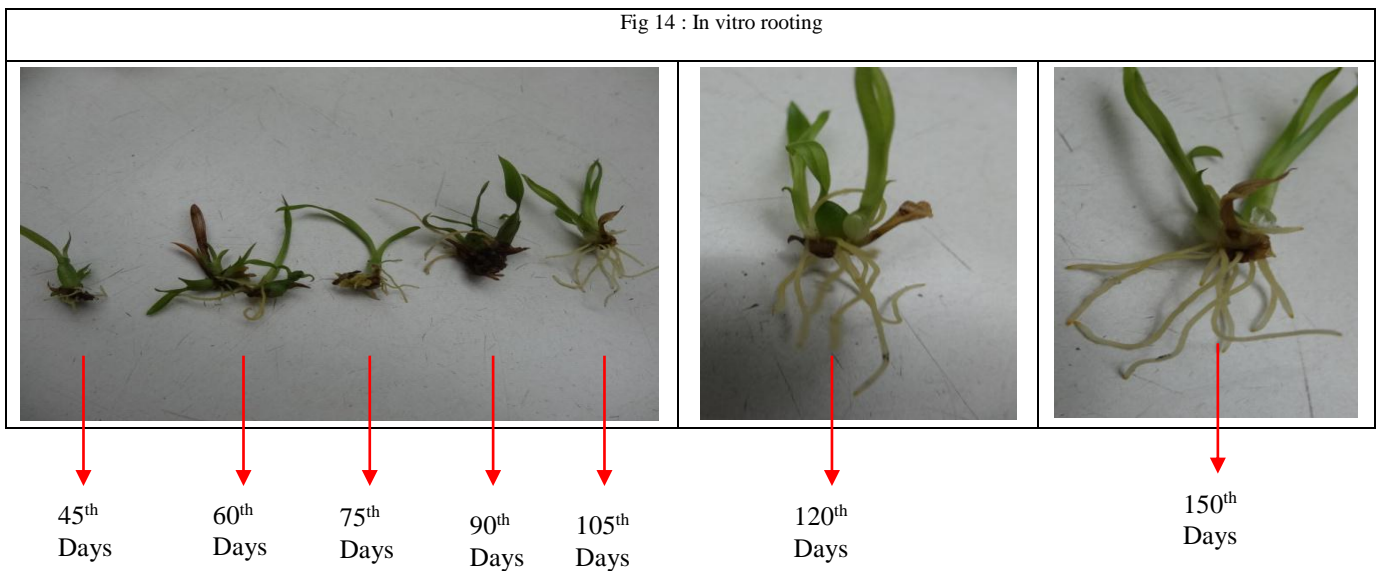 Fig 14 : In vitro rooting
45th
Days
60th
Days
75th
Days
90th
Days
105th
Days
120th
Days
150th
Days